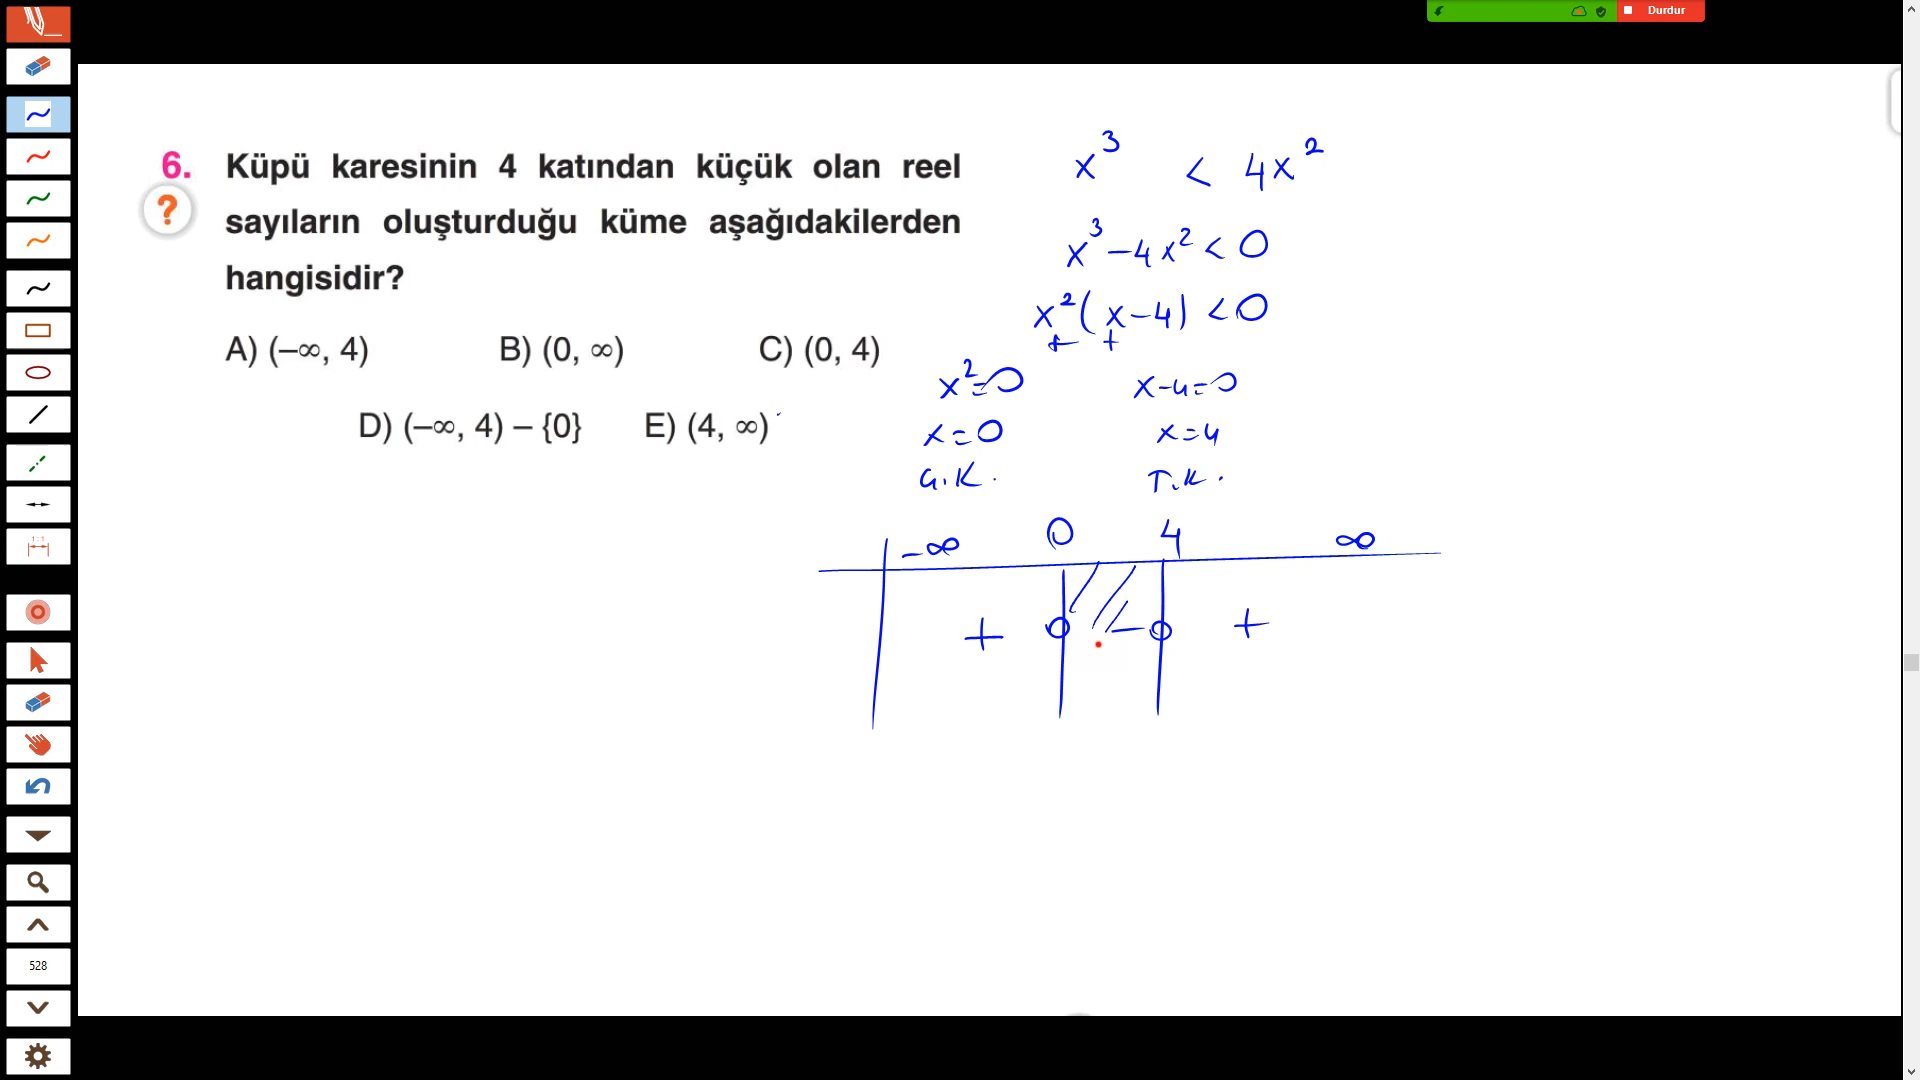 Durdur
6. Küpü karesinin 4 katından küçük olan reel
sayıların oluşturduğu küme aşağıdakilerden
hangisidir?
A) (–∞, 4) B) (0, ∞) C) (0, 4)
D) (–∞, 4) – {0} E) (4, ∞)
x³ < 4x²
x³ – 4x² < 0
x² ( x – 4) < 0
+ +
x² = 0 x – 4 = 0
x = 0 x = 4
Ç.K. T.K.
–∞ 0 4 ∞
+ – +
1:1
528
?